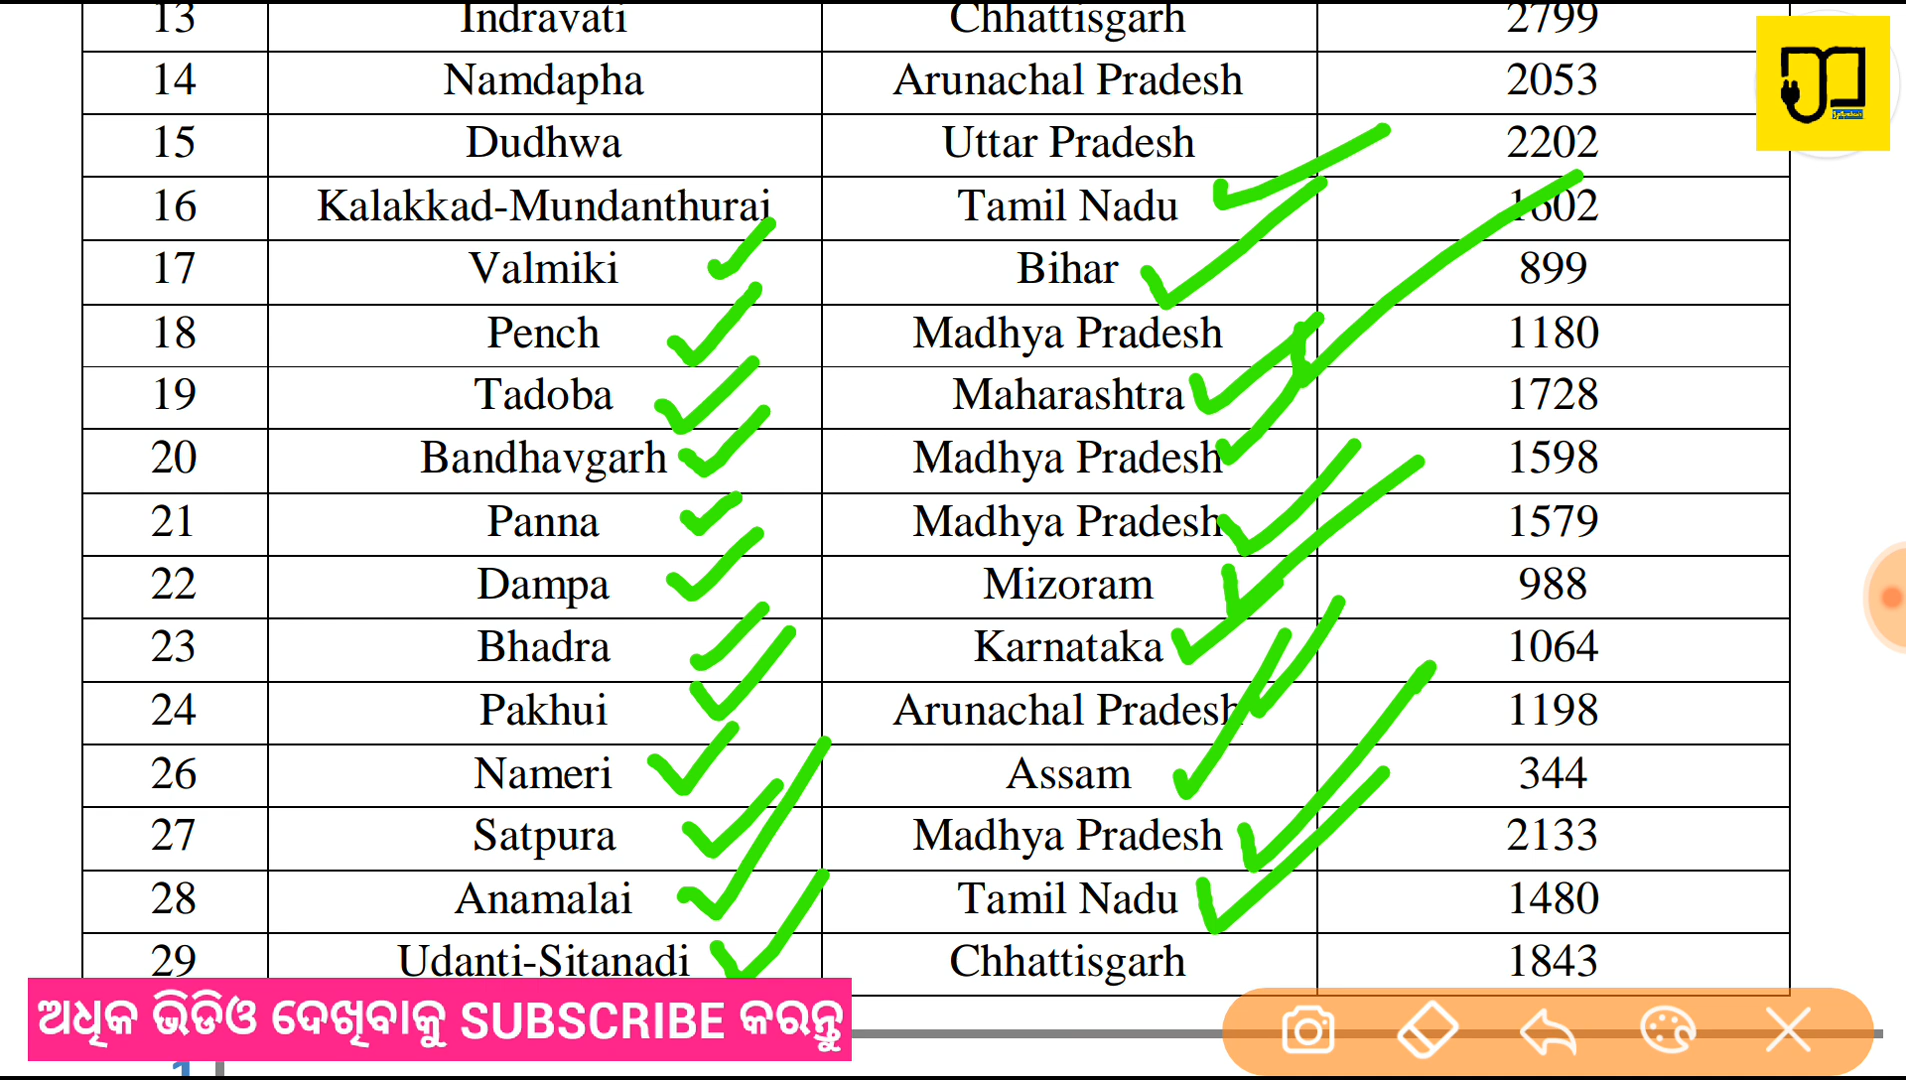 13 Indravati Chhattisgarh 2799
14 Namdapha Arunachal Pradesh 2053
15 Dudhwa Uttar Pradesh 2202
16 Kalakkad-Mundanthurai Tamil Nadu 1602
17 Valmiki Bihar 899
18 Pench Madhya Pradesh 1180
19 Tadoba Maharashtra 1728
20 Bandhavgarh Madhya Pradesh 1598
21 Panna Madhya Pradesh 1579
22 Dampa Mizoram 988
23 Bhadra Karnataka 1064
24 Pakhui Arunachal Pradesh 1198
26 Nameri Assam 344
27 Satpura Madhya Pradesh 2133
28 Anamalai Tamil Nadu 1480
29 Udanti-Sitanadi Chhattisgarh 1843
ଅଧିକ ଭିଡିଓ ଦେଖିବାକୁ SUBSCRIBE କରନ୍ତୁ